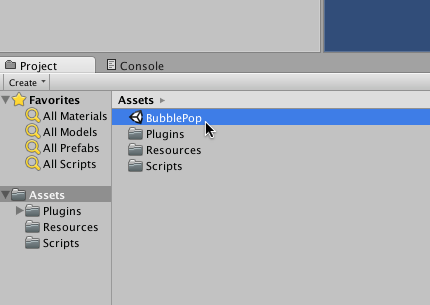 Project
Console
Create
Favorites
All Materials
All Models
All Prefabs
All Scripts
Assets
Plugins
Resources
Scripts
Assets
BubblePop
Plugins
Resources
Scripts